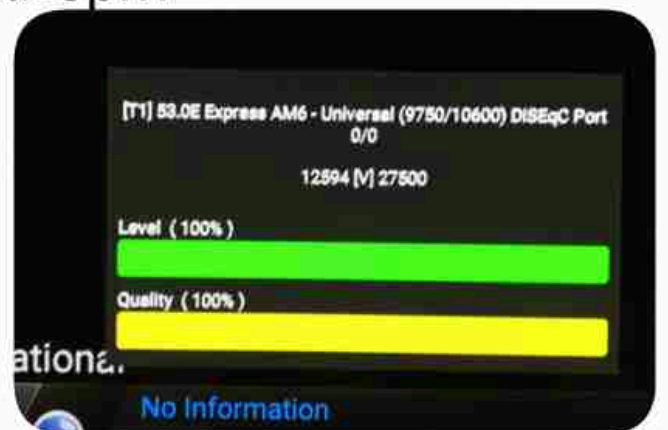 [T1] 53.0E Express AM6 - Universal (9750/10600) DiSEqC Port
0/0
12594 [V] 27500
Level ( 100% )
Quality ( 100% )
ationa
No Information